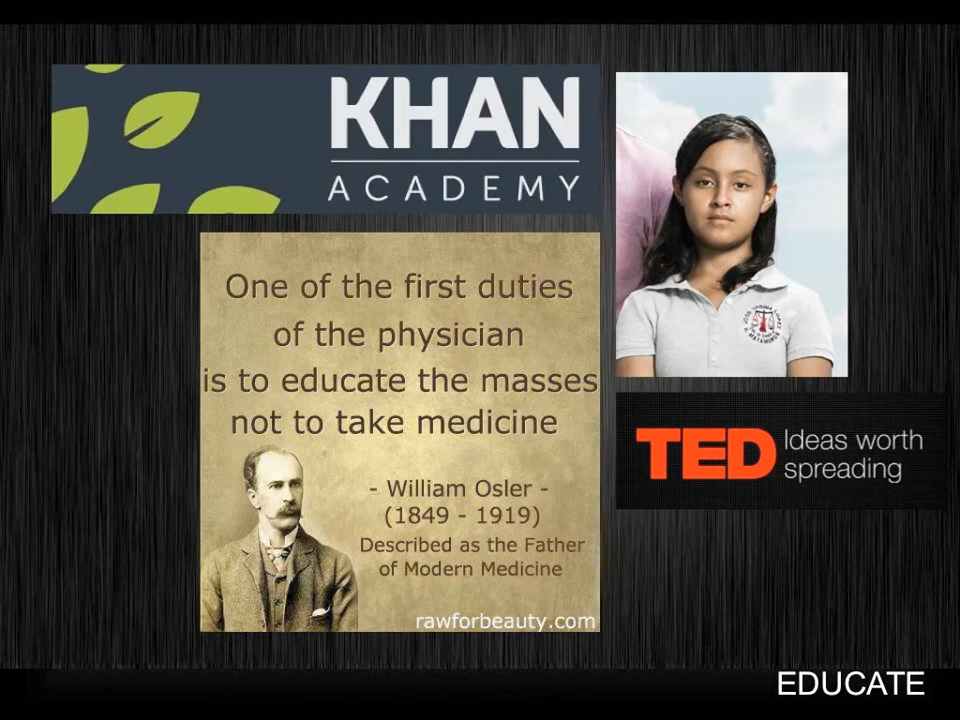 KHAN
ACADEMY
One of the first duties
of the physician
is to educate the masses
not to take medicine
- William Osler -
(1849 - 1919)
Described as the Father
of Modern Medicine
rawforbeauty.com
TED Ideas worth
spreading
EDUCATE